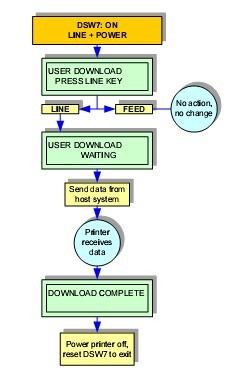 DSW7: ON
LINE + POWER
USER DOWNLOAD
PRESS LINE KEY
LINE
FEED
No action,
no change
USER DOWNLOAD
WAITING
Send data from
host system
Printer
receives
data
DOWNLOAD COMPLETE
Power printer off,
reset DSW7 to exit